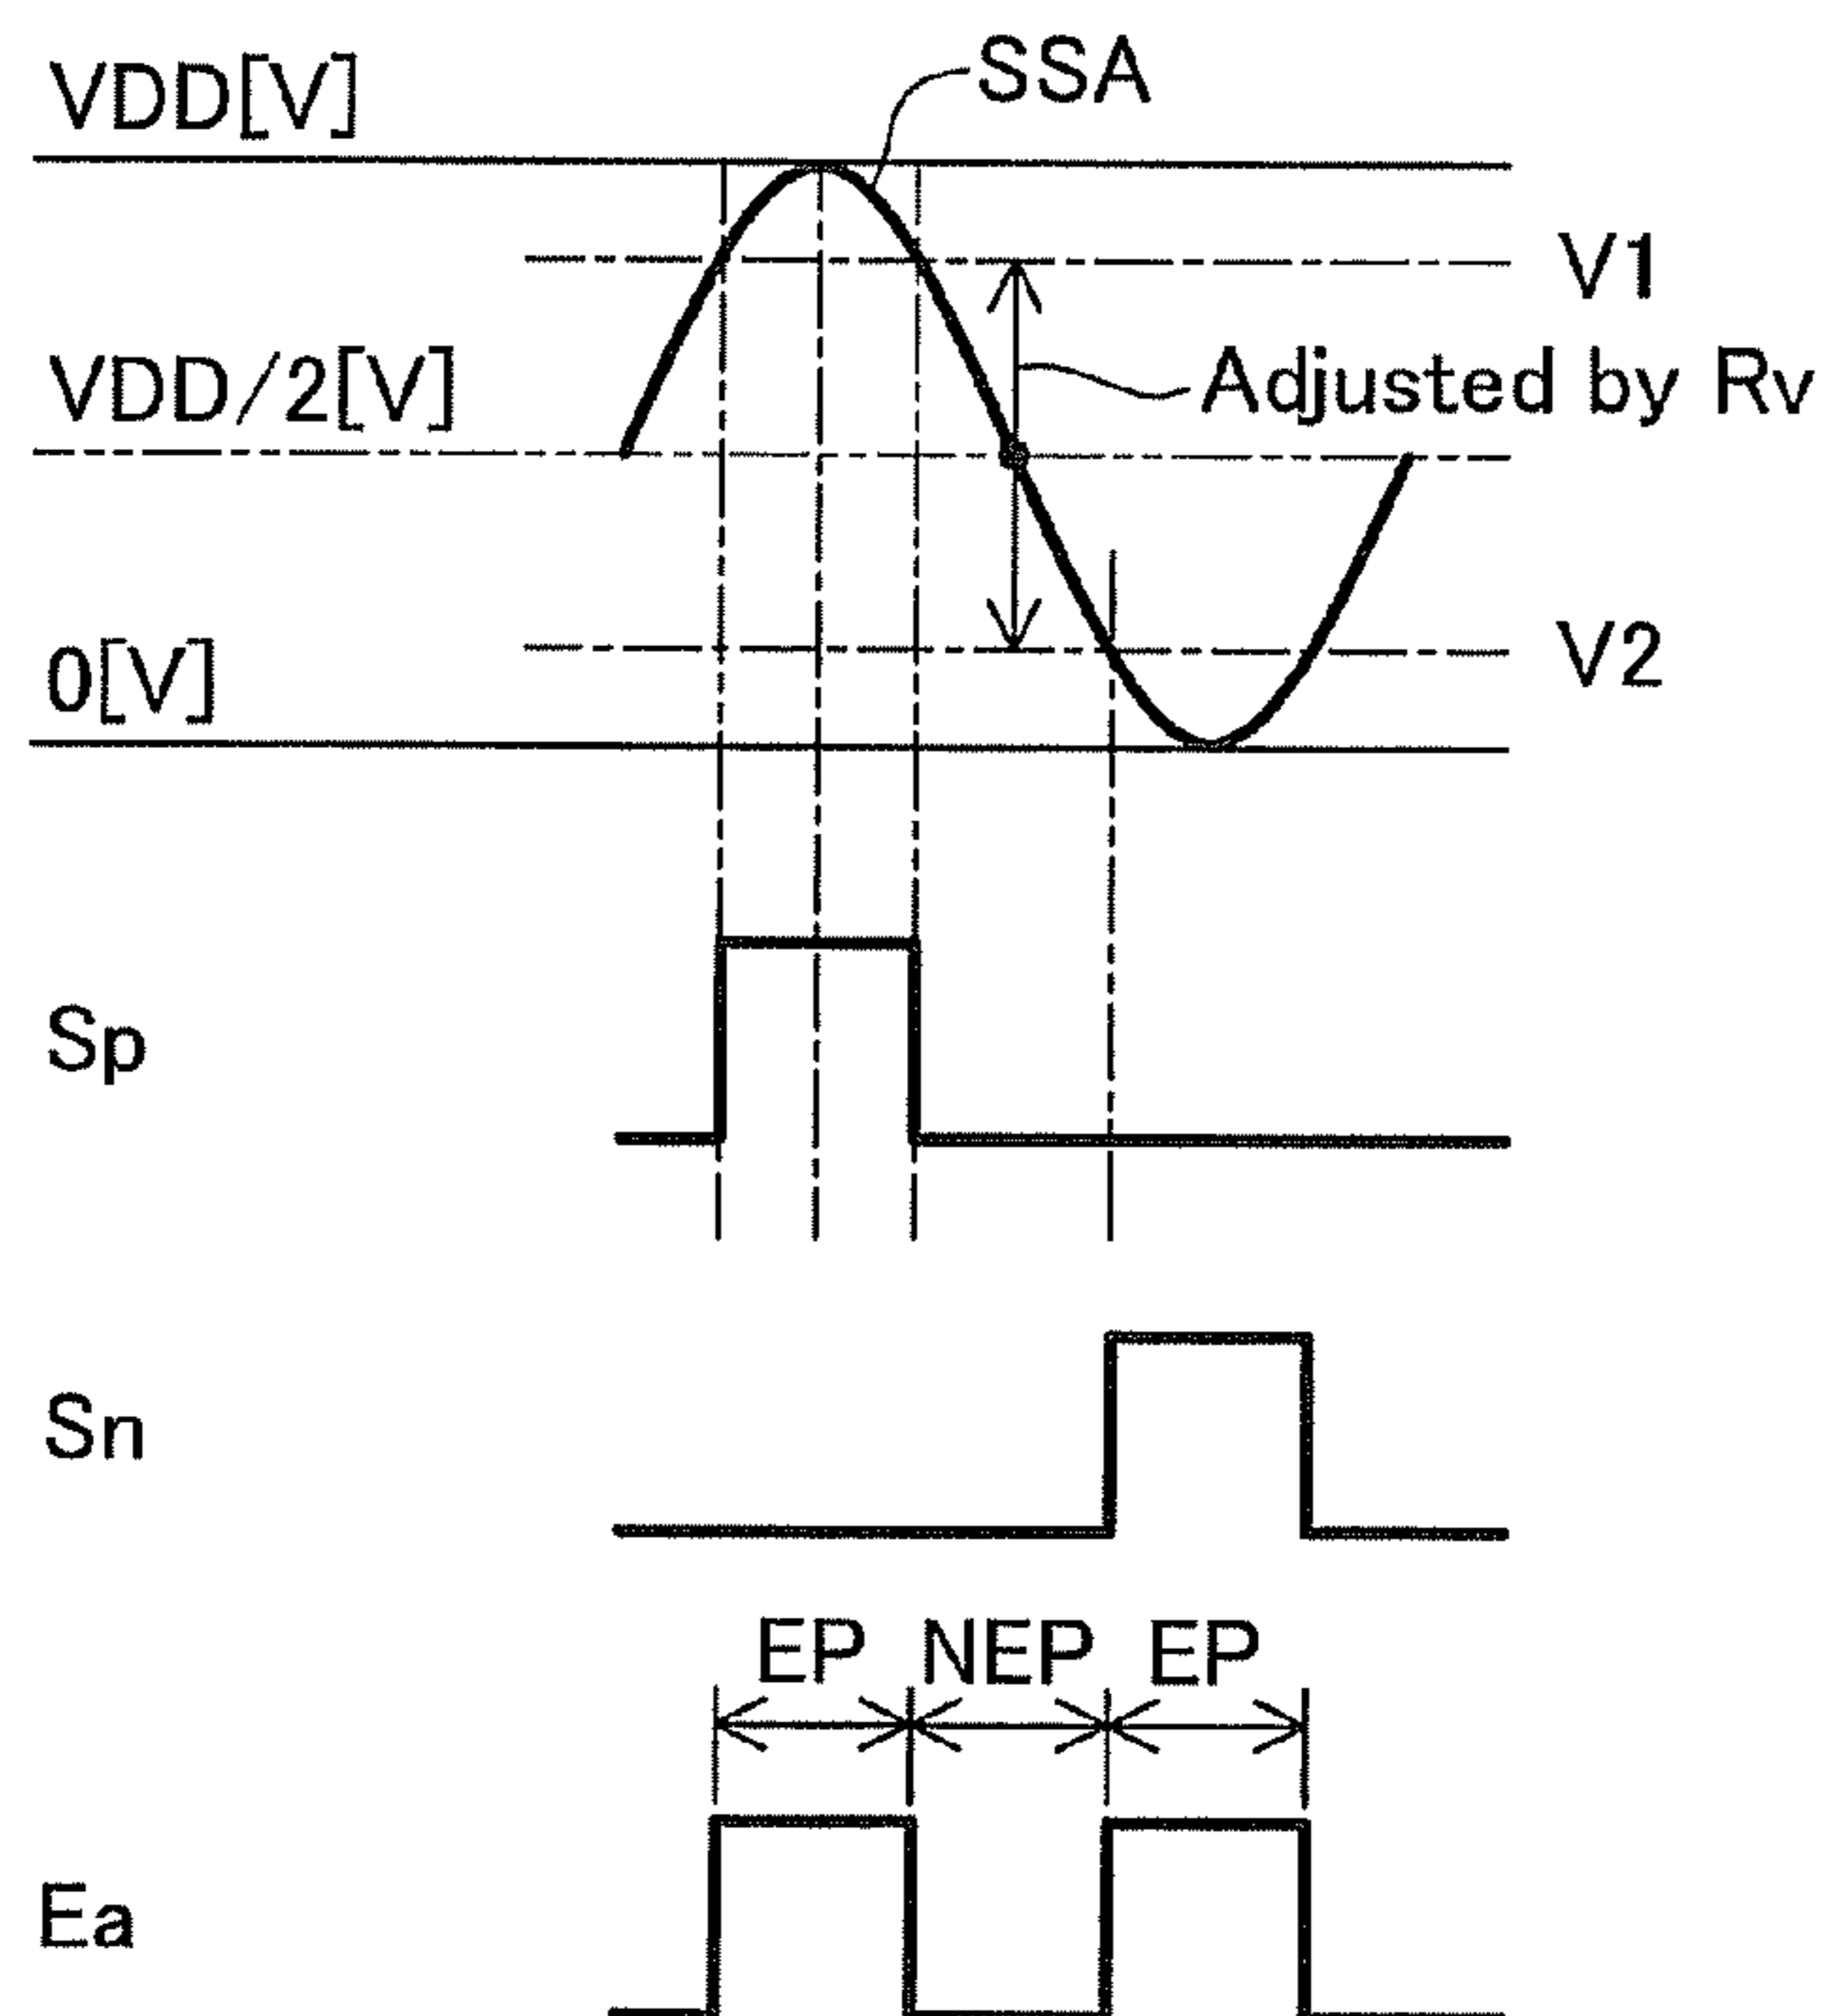 VDD[V]
SSA
V1
VDD/2[V]
Adjusted by Rv
0[V]
V2
Sp
Sn
EP NEP EP
Ea